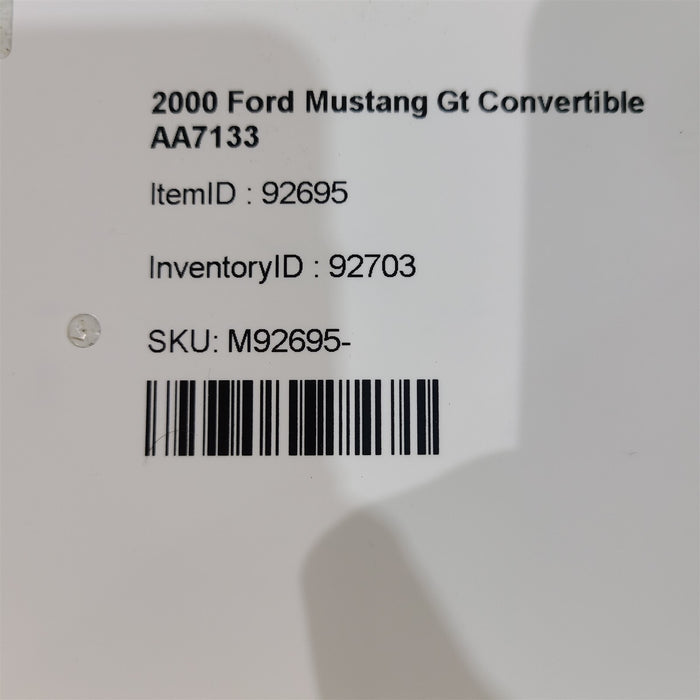 2000 Ford Mustang Gt Convertible
AA7133
ItemID : 92695
InventoryID : 92703
SKU: M92695-